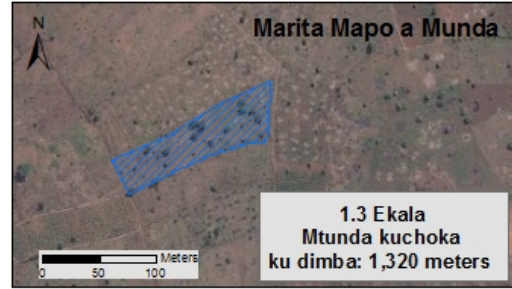 Marita Mapo a Munda
N
1.3 Ekala
Mtunda kuchoka
ku dimba: 1,320 meters
Meters
0 50 100